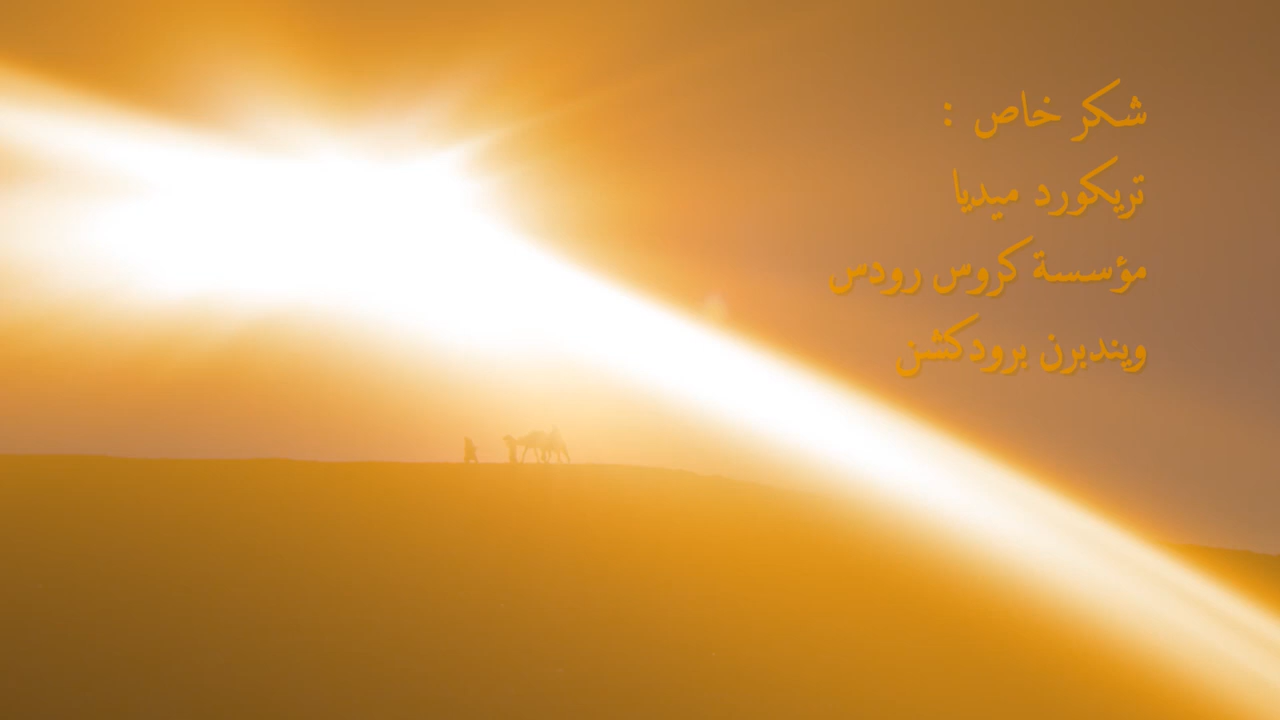 شكر خاص :
تريكورد ميديا
مؤسسة كروس رودس
ويندبرن برودكشن